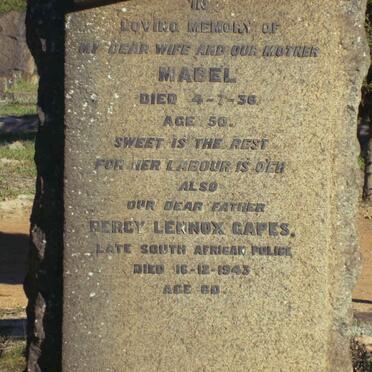 IN
LOVING MEMORY OF
MY DEAR WIFE AND OUR MOTHER
MABEL
DIED 4-7-36
AGE 50.
SWEET IS THE REST
FOR HER LABOUR IS OER
ALSO
OUR DEAR FATHER
PERCY LENNOX CAPES.
LATE SOUTH AFRICAN POLICE
DIED 16-12-1943
AGE 60.